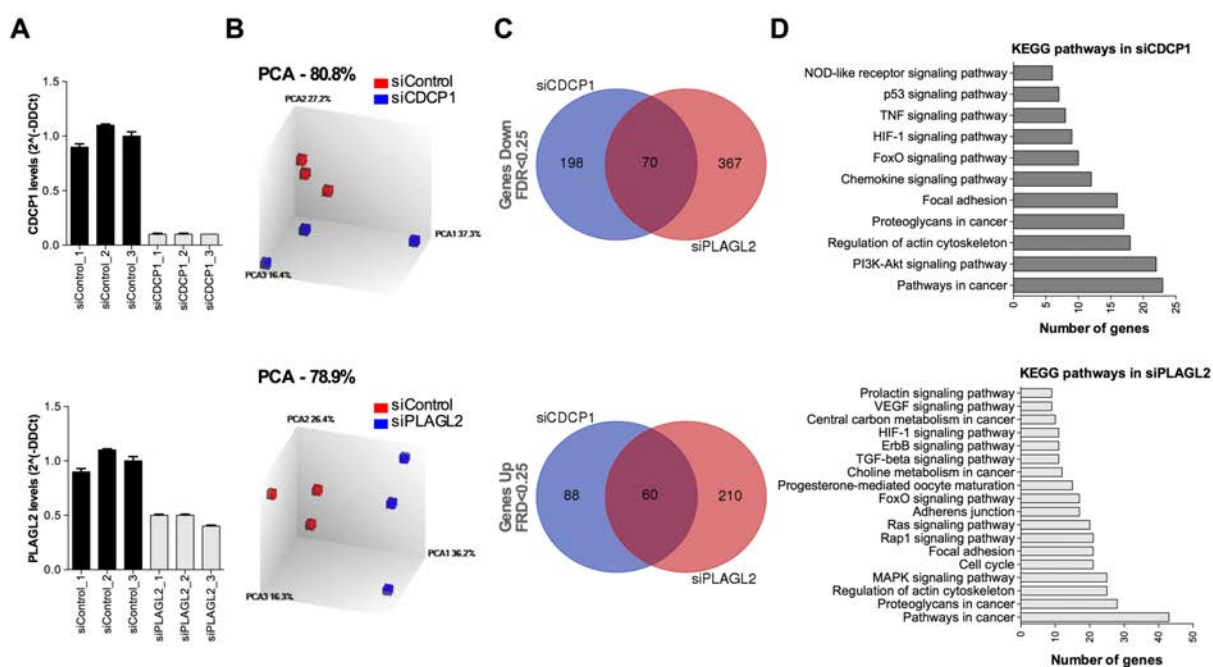 A
B
C
D
CDCP1 levels (2^(-DDCt)
1.5
1.0
0.5
0.0
siControl_1
siControl_2
siControl_3
siCDCP1_1
siCDCP1_2
siCDCP1_3
PCA - 80.8%
siControl
siCDCP1
PCA2 27.2%
PCA1 37.3%
PCA3 16.4%
Genes Down
FDR<0.25
siCDCP1
198
70
367
siPLAGL2
KEGG pathways in siCDCP1
NOD-like receptor signaling pathway
p53 signaling pathway
TNF signaling pathway
HIF-1 signaling pathway
FoxO signaling pathway
Chemokine signaling pathway
Focal adhesion
Proteoglycans in cancer
Regulation of actin cytoskeleton
PI3K-Akt signaling pathway
Pathways in cancer
0
5
10
15
20
25
Number of genes
PLAGL2 levels (2^(-DDCt)
1.5
1.0
0.5
0.0
siControl_1
siControl_2
siControl_3
siPLAGL2_1
siPLAGL2_2
siPLAGL2_3
PCA - 78.9%
siControl
siPLAGL2
PCA2 26.4%
PCA1 36.2%
PCA3 16.3%
Genes Up
FRD<0.25
siCDCP1
88
60
210
siPLAGL2
KEGG pathways in siPLAGL2
Prolactin signaling pathway
VEGF signaling pathway
Central carbon metabolism in cancer
HIF-1 signaling pathway
ErbB signaling pathway
TGF-beta signaling pathway
Choline metabolism in cancer
Progesterone-mediated oocyte maturation
FoxO signaling pathway
Adherens junction
Ras signaling pathway
Rap1 signaling pathway
Focal adhesion
Cell cycle
MAPK signaling pathway
Regulation of actin cytoskeleton
Proteoglycans in cancer
Pathways in cancer
0
10
20
30
40
50
Number of genes